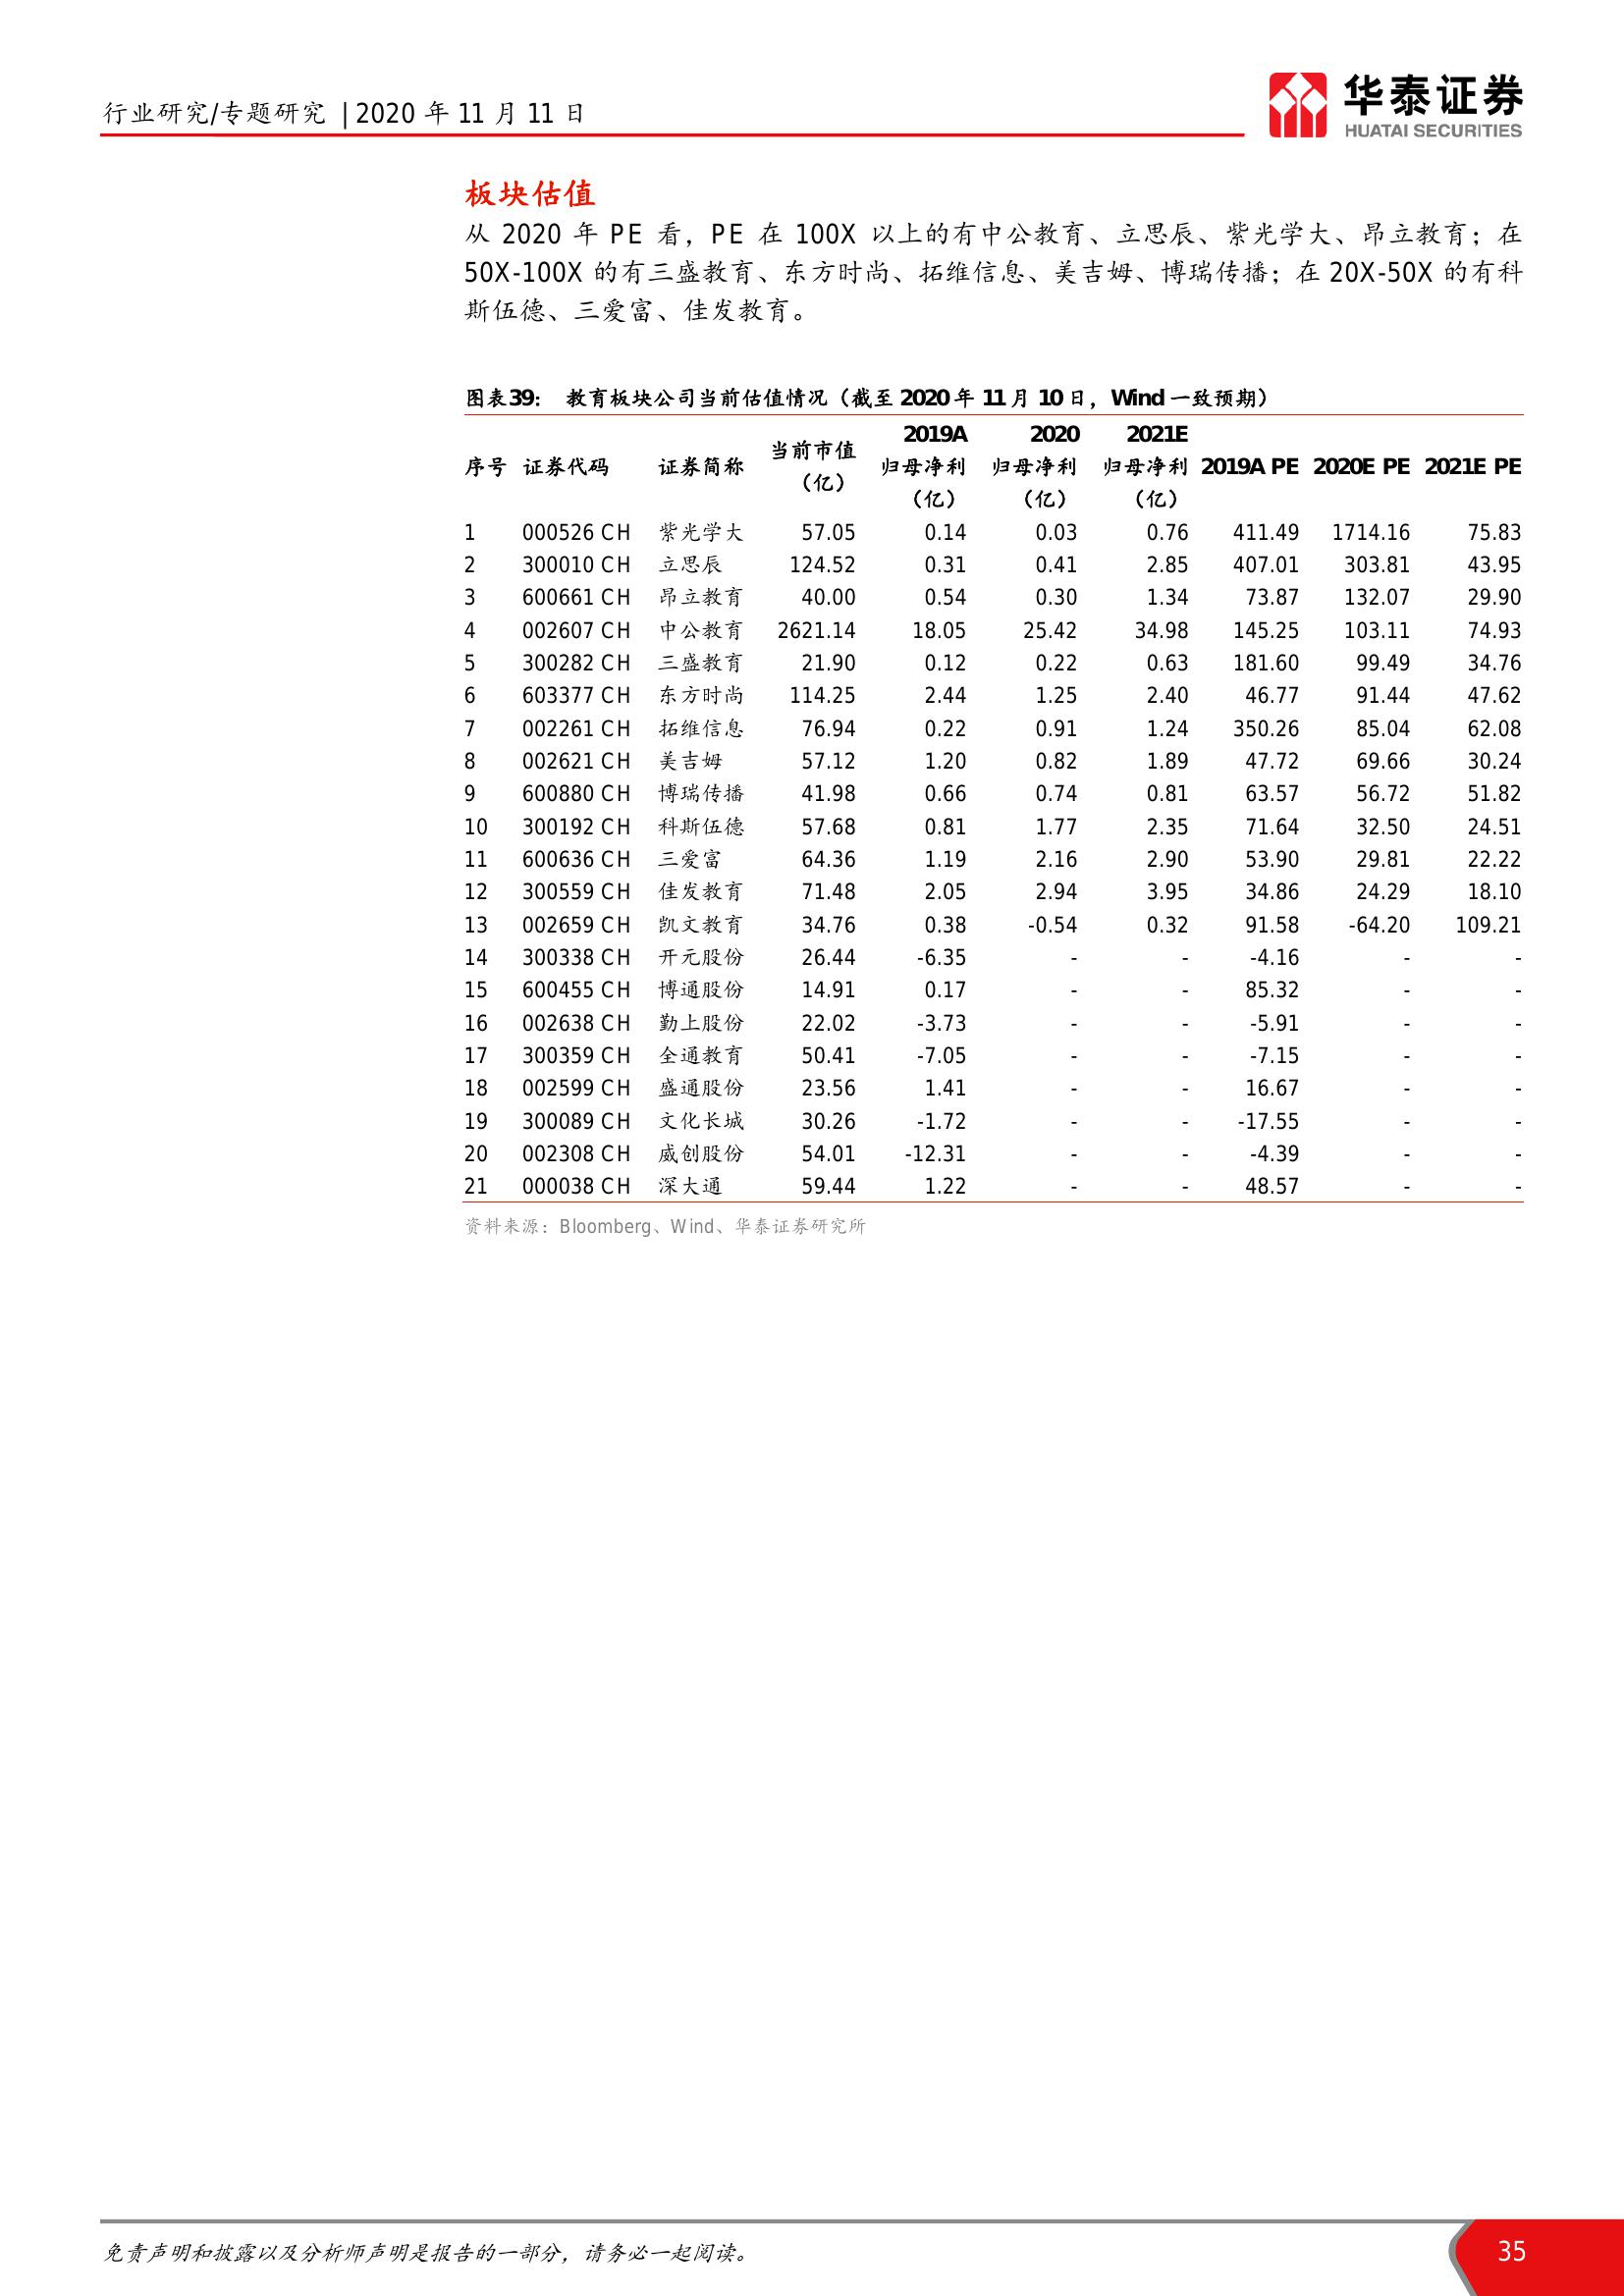 行业研究/专题研究 | 2020 年 11 月 11 日
华泰证券
HUATAI SECURITIES
板块估值
从 2020 年 PE 看，PE 在 100X 以上的有中公教育、立思辰、紫光学大、昂立教育；在
50X-100X 的有三盛教育、东方时尚、拓维信息、美吉姆、博瑞传播；在 20X-50X 的有科
斯伍德、三爱富、佳发教育。
图表39： 教育板块公司当前估值情况（截至 2020 年 11 月 10 日，Wind 一致预期）
序号 证券代码 证券简称 当前市值（亿） 2019A 归母净利（亿） 2020 归母净利（亿） 2021E 归母净利（亿） 2019A PE 2020E PE 2021E PE
1 000526 CH 紫光学大 57.05 0.14 0.03 0.76 411.49 1714.16 75.83
2 300010 CH 立思辰 124.52 0.31 0.41 2.85 407.01 303.81 43.95
3 600661 CH 昂立教育 40.00 0.54 0.30 1.34 73.87 132.07 29.90
4 002607 CH 中公教育 2621.14 18.05 25.42 34.98 145.25 103.11 74.93
5 300282 CH 三盛教育 21.90 0.12 0.22 0.63 181.60 99.49 34.76
6 603377 CH 东方时尚 114.25 2.44 1.25 2.40 46.77 91.44 47.62
7 002261 CH 拓维信息 76.94 0.22 0.91 1.24 350.26 85.04 62.08
8 002621 CH 美吉姆 57.12 1.20 0.82 1.89 47.72 69.66 30.24
9 600880 CH 博瑞传播 41.98 0.66 0.74 0.81 63.57 56.72 51.82
10 300192 CH 科斯伍德 57.68 0.81 1.77 2.35 71.64 32.50 24.51
11 600636 CH 三爱富 64.36 1.19 2.16 2.90 53.90 29.81 22.22
12 300559 CH 佳发教育 71.48 2.05 2.94 3.95 34.86 24.29 18.10
13 002659 CH 凯文教育 34.76 0.38 -0.54 0.32 91.58 -64.20 109.21
14 300338 CH 开元股份 26.44 -6.35 - - -4.16 - -
15 600455 CH 博通股份 14.91 0.17 - - 85.32 - -
16 002638 CH 勤上股份 22.02 -3.73 - - -5.91 - -
17 300359 CH 全通教育 50.41 -7.05 - - -7.15 - -
18 002599 CH 盛通股份 23.56 1.41 - - 16.67 - -
19 300089 CH 文化长城 30.26 -1.72 - - -17.55 - -
20 002308 CH 威创股份 54.01 -12.31 - - -4.39 - -
21 000038 CH 深大通 59.44 1.22 - - 48.57 - -
资料来源：Bloomberg、Wind、华泰证券研究所
免责声明和披露以及分析师声明是报告的一部分，请务必一起阅读。
35